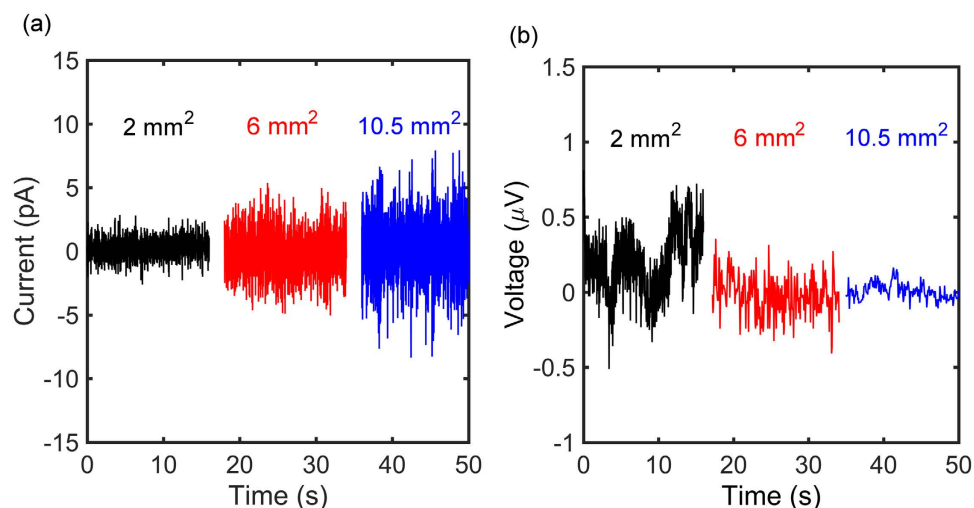 (a)
15
10
5
0
-5
-10
-15
Current (pA)
2 mm²
6 mm²
10.5 mm²
0 10 20 30 40 50
Time (s)
(b)
1.5
1
0.5
0
-0.5
-1
Voltage (μV)
2 mm²
6 mm²
10.5 mm²
0 10 20 30 40 50
Time (s)